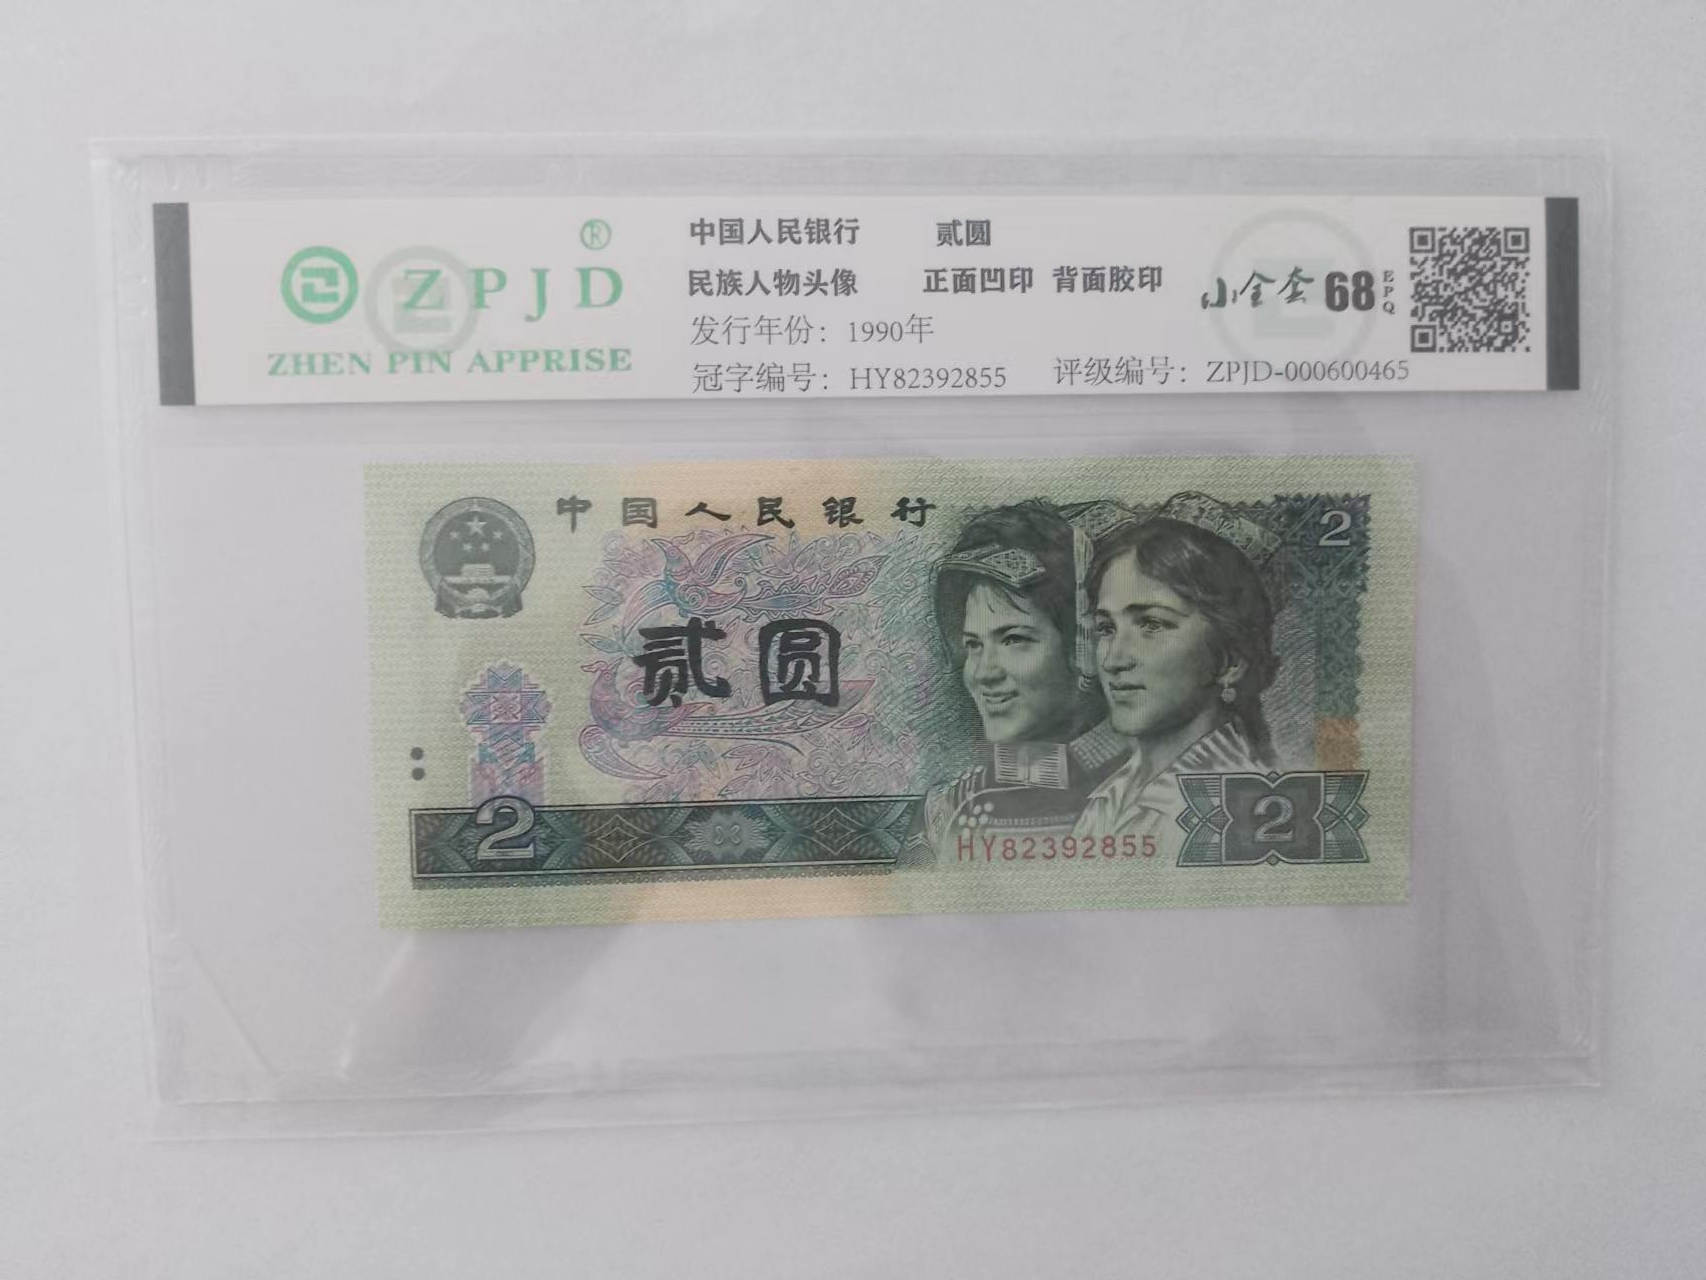 ®
ZPJD
ZHEN PIN APPRISE
中国人民银行 贰圆
民族人物头像 正面凹印 背面胶印
发行年份：1990年
冠字编号：HY82392855 评级编号：ZPJD-000600465
小全套 68 EPQ
中国人民银行
2
贰圆
2
HY82392855
2